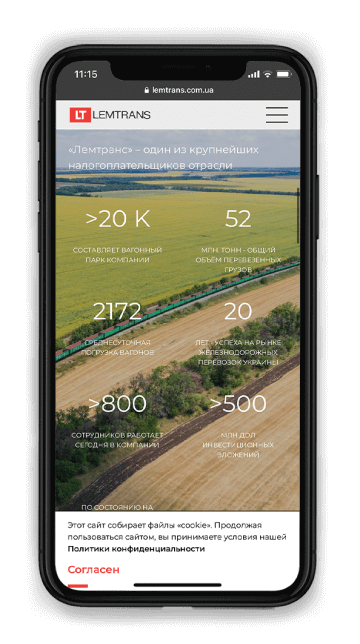 11:15
lemtrans.com.ua
LT LEMTRANS
«Лемтранс» – один из крупнейших
налогоплательщиков отрасли
>20 K
СОСТАВЛЯЕТ ВАГОННЫЙ
ПАРК КОМПАНИИ
52
МЛН. ТОНН - ОБЩИЙ
ОБЪЁМ ПЕРЕВЕЗЕННЫХ
ГРУЗОВ
2172
СРЕДНЕСУТОЧНАЯ
ПОГРУЗКА ВАГОНОВ
20
ЛЕТ - УСПЕХА НА РЫНКЕ
ЖЕЛЕЗНОДОРОЖНЫХ
ПЕРЕВОЗОК УКРАИНЫ
>800
СОТРУДНИКОВ РАБОТАЕТ
СЕГОДНЯ В КОМПАНИИ
>500
МЛН ДОЛ.
ИНВЕСТИЦИОННЫХ
ВЛОЖЕНИЙ
ПО СОСТОЯНИЮ НА
Этот сайт собирает файлы «cookie». Продолжая
пользоваться сайтом, вы принимаете условия нашей
Политики конфиденциальности
Согласен